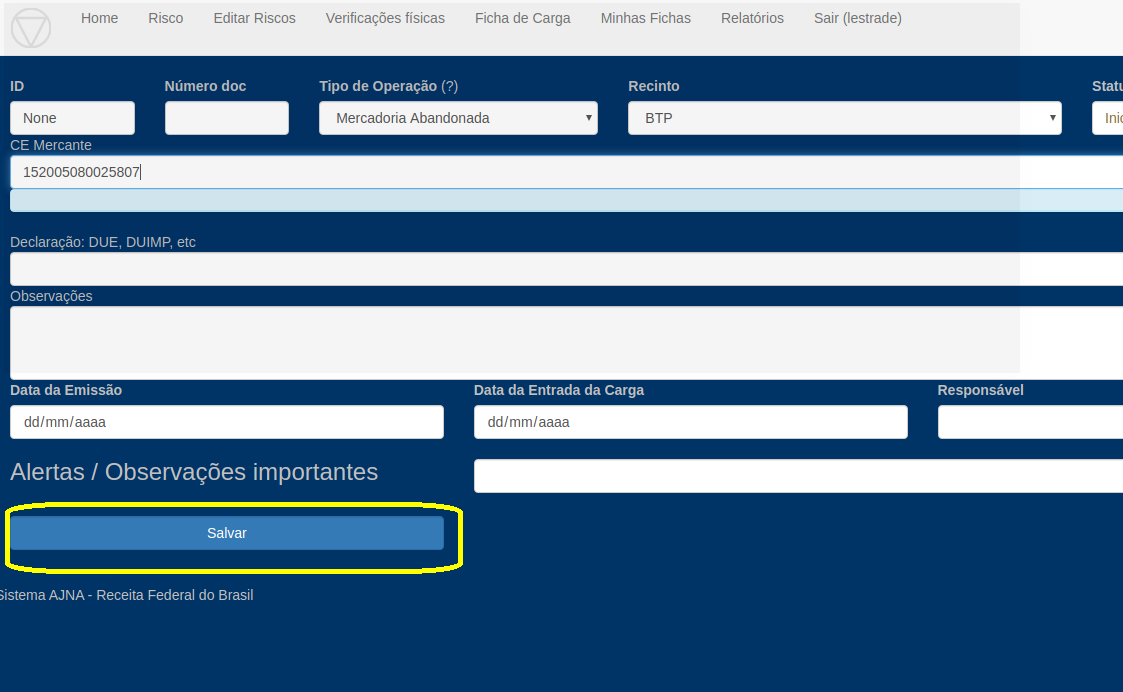 Home Risco Editar Riscos Verificações físicas Ficha de Carga Minhas Fichas Relatórios Sair (lestrade)
ID Número doc Tipo de Operação (?) Recinto Statu
None Mercadoria Abandonada BTP Inic
CE Mercante
152005080025807
Declaração: DUE, DUIMP, etc
Observações
Data da Emissão Data da Entrada da Carga Responsável
dd/mm/aaaa dd/mm/aaaa
Alertas / Observações importantes
Salvar
Sistema AJNA - Receita Federal do Brasil